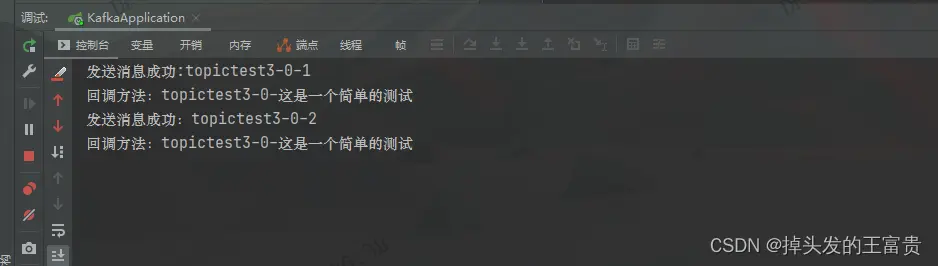 调试: KafkaApplication ×
控制台 变量 开销 内存 端点 线程 帧
发送消息成功:topictest3-0-1
回调方法: topictest3-0-这是一个简单的测试
发送消息成功: topictest3-0-2
回调方法: topictest3-0-这是一个简单的测试
CSDN @掉头发的王富贵